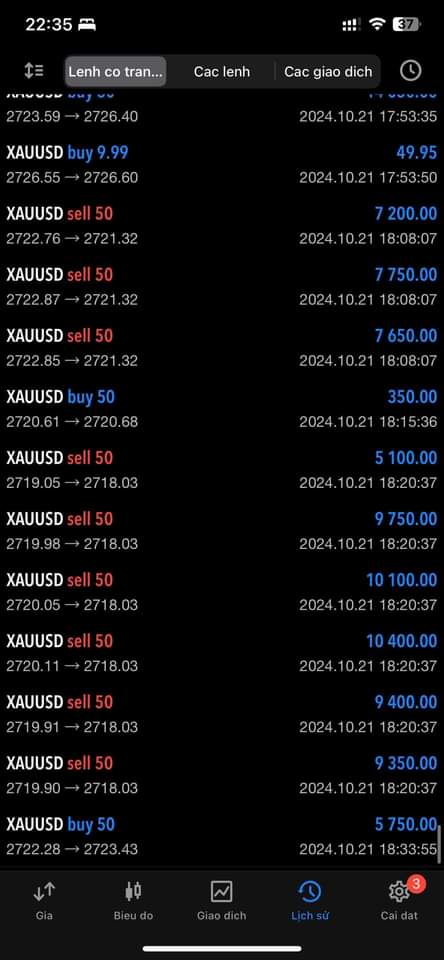 22:35
37
Lenh co tran...
Cac lenh
Cac giao dich
XAUUSD buy 50
2723.59 → 2726.40
2024.10.21 17:53:35
XAUUSD buy 9.99
49.95
2726.55 → 2726.60
2024.10.21 17:53:50
XAUUSD sell 50
7 200.00
2722.76 → 2721.32
2024.10.21 18:08:07
XAUUSD sell 50
7 750.00
2722.87 → 2721.32
2024.10.21 18:08:07
XAUUSD sell 50
7 650.00
2722.85 → 2721.32
2024.10.21 18:08:07
XAUUSD buy 50
350.00
2720.61 → 2720.68
2024.10.21 18:15:36
XAUUSD sell 50
5 100.00
2719.05 → 2718.03
2024.10.21 18:20:37
XAUUSD sell 50
9 750.00
2719.98 → 2718.03
2024.10.21 18:20:37
XAUUSD sell 50
10 100.00
2720.05 → 2718.03
2024.10.21 18:20:37
XAUUSD sell 50
10 400.00
2720.11 → 2718.03
2024.10.21 18:20:37
XAUUSD sell 50
9 400.00
2719.91 → 2718.03
2024.10.21 18:20:37
XAUUSD sell 50
9 350.00
2719.90 → 2718.03
2024.10.21 18:20:37
XAUUSD buy 50
5 750.00
2722.28 → 2723.43
2024.10.21 18:33:55
3
Gia
Bieu do
Giao dich
Lịch sử
Cai dat